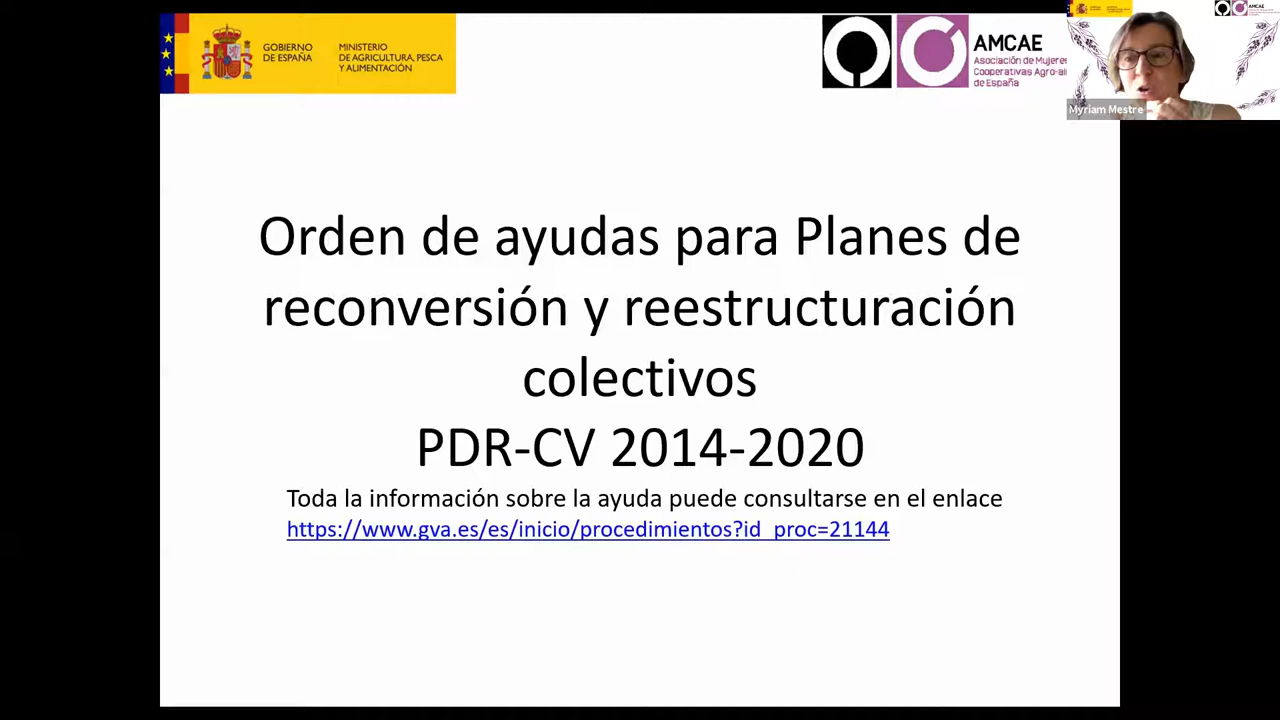 GOBIERNO
DE ESPAÑA
MINISTERIO
DE AGRICULTURA, PESCA
Y ALIMENTACIÓN
AMCAE
Asociación de Mujeres
Cooperativas Agro-ali
de España
Myriam Mestre
Orden de ayudas para Planes de
reconversión y reestructuración
colectivos
PDR-CV 2014-2020
Toda la información sobre la ayuda puede consultarse en el enlace
https://www.gva.es/es/inicio/procedimientos?id_proc=21144